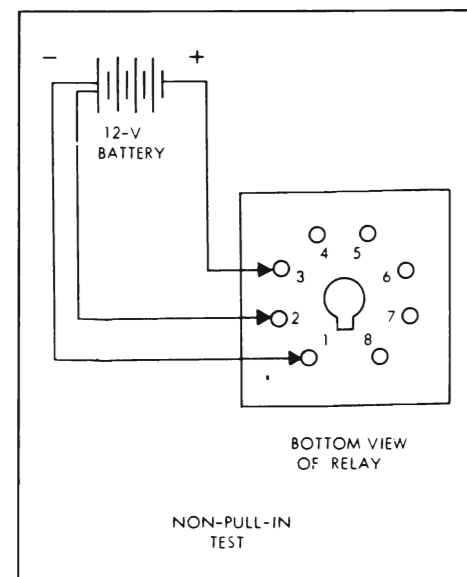 - +
12-V
BATTERY
4 5
3 6
2 7
1 8
BOTTOM VIEW
OF RELAY
NON-PULL-IN
TEST